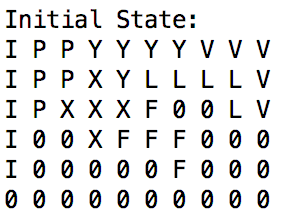 Initial State:
I P P Y Y Y Y V V V
I P P X Y L L L L V
I P X X X F 0 0 L V
I 0 0 X F F F 0 0 0
I 0 0 0 0 0 F 0 0 0
0 0 0 0 0 0 0 0 0 0